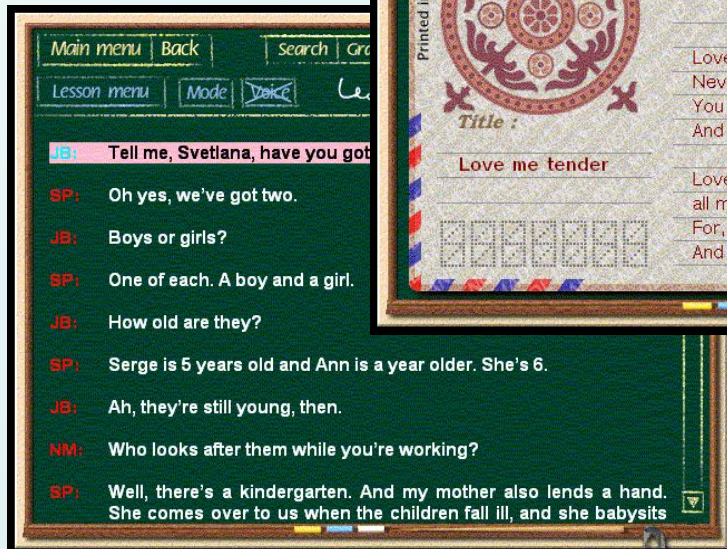 Main menu Back
Search
Lesson menu Mode Voice
JB: Tell me, Svetlana, have you got
SP: Oh yes, we've got two.
JB: Boys or girls?
SP: One of each. A boy and a girl.
JB: How old are they?
SP: Serge is 5 years old and Ann is a year older. She's 6.
JB: Ah, they're still young, then.
NM: Who looks after them while you're working?
SP: Well, there's a kindergarten. And my mother also lends a hand.
She comes over to us when the children fall ill, and she babysits
Printed
Title :
Love me tender
You
And
all
For,
And